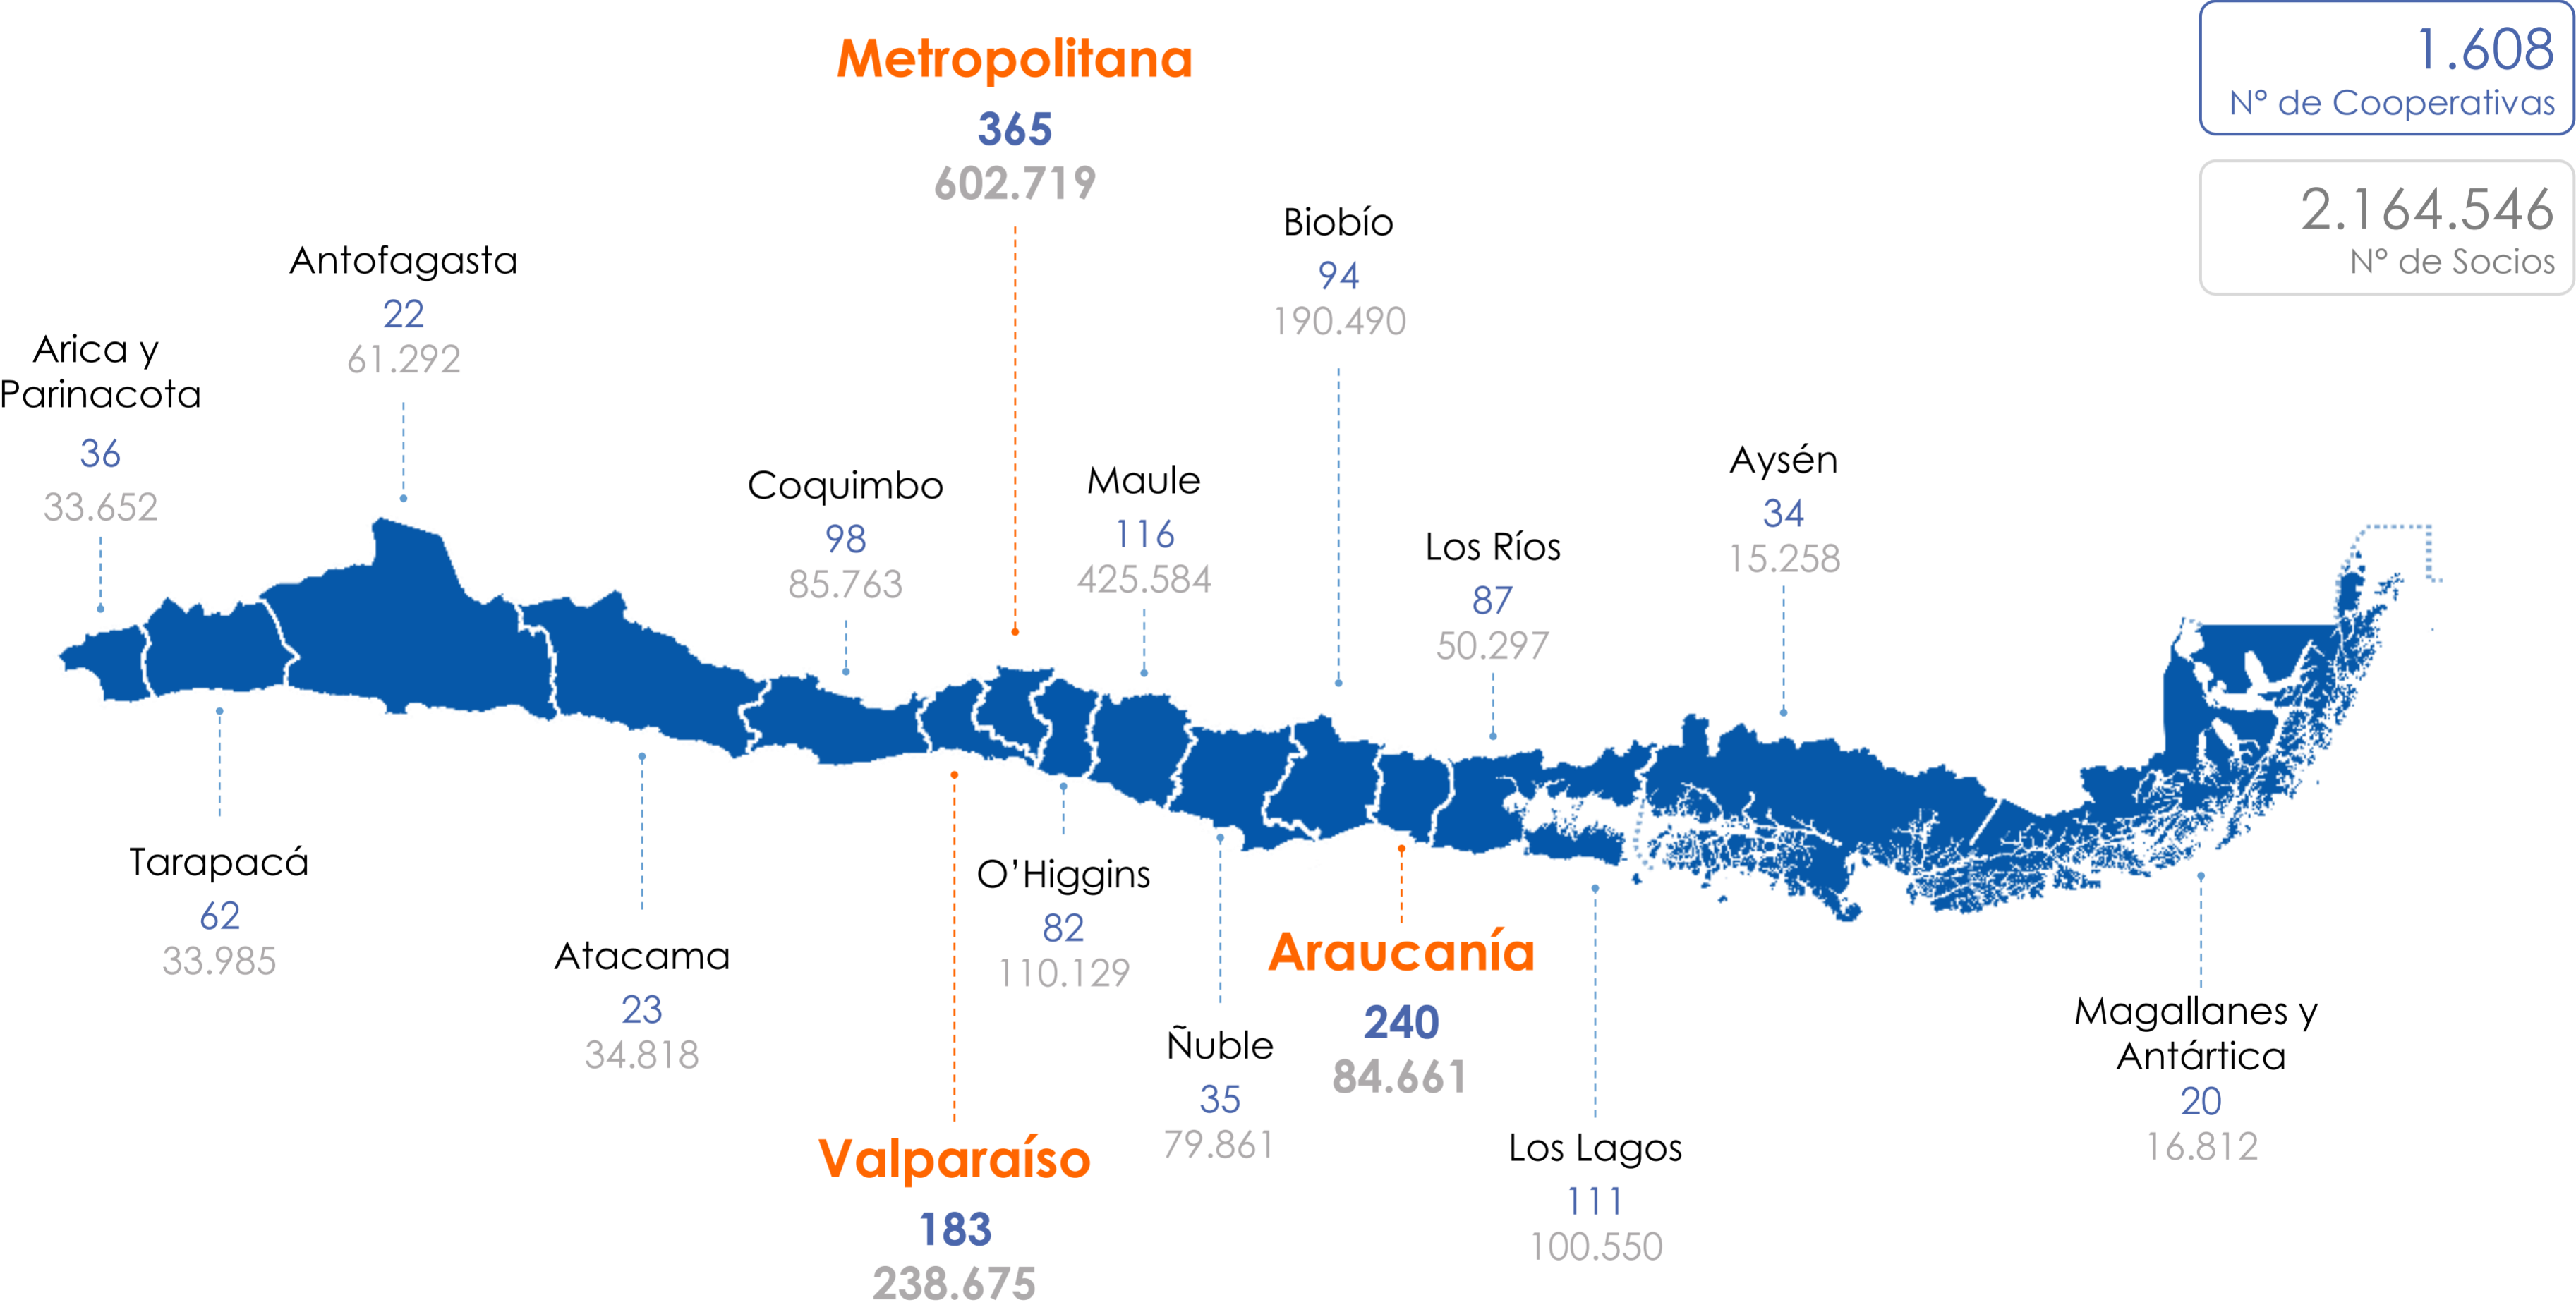 1.608
N° de Cooperativas
2.164.546
N° de Socios
Metropolitana
365
602.719
Biobío
94
190.490
Antofagasta
22
61.292
Arica y
Parinacota
36
33.652
Coquimbo
98
85.763
Maule
116
425.584
Los Ríos
87
50.297
Aysén
34
15.258
Tarapacá
62
33.985
Atacama
23
34.818
O’Higgins
82
110.129
Ñuble
35
79.861
Araucanía
240
84.661
Valparaíso
183
238.675
Los Lagos
111
100.550
Magallanes y
Antártica
20
16.812